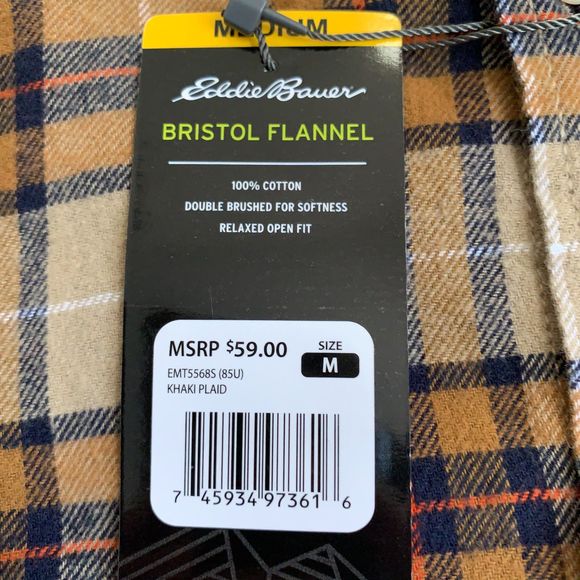 MEDIUM
Eddie Bauer
BRISTOL FLANNEL
100% COTTON
DOUBLE BRUSHED FOR SOFTNESS
RELAXED OPEN FIT
MSRP $59.00
SIZE
M
EMT5568S (85U)
KHAKI PLAID
7 45934 97361 6